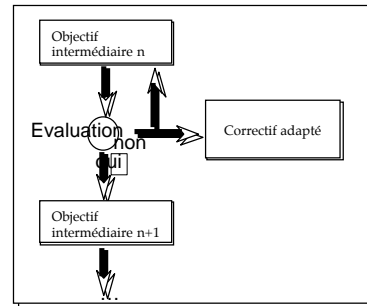 Objectif
intermédiaire n
Evaluation
non
oui
Correctif adapté
Objectif
intermédiaire n+1
...